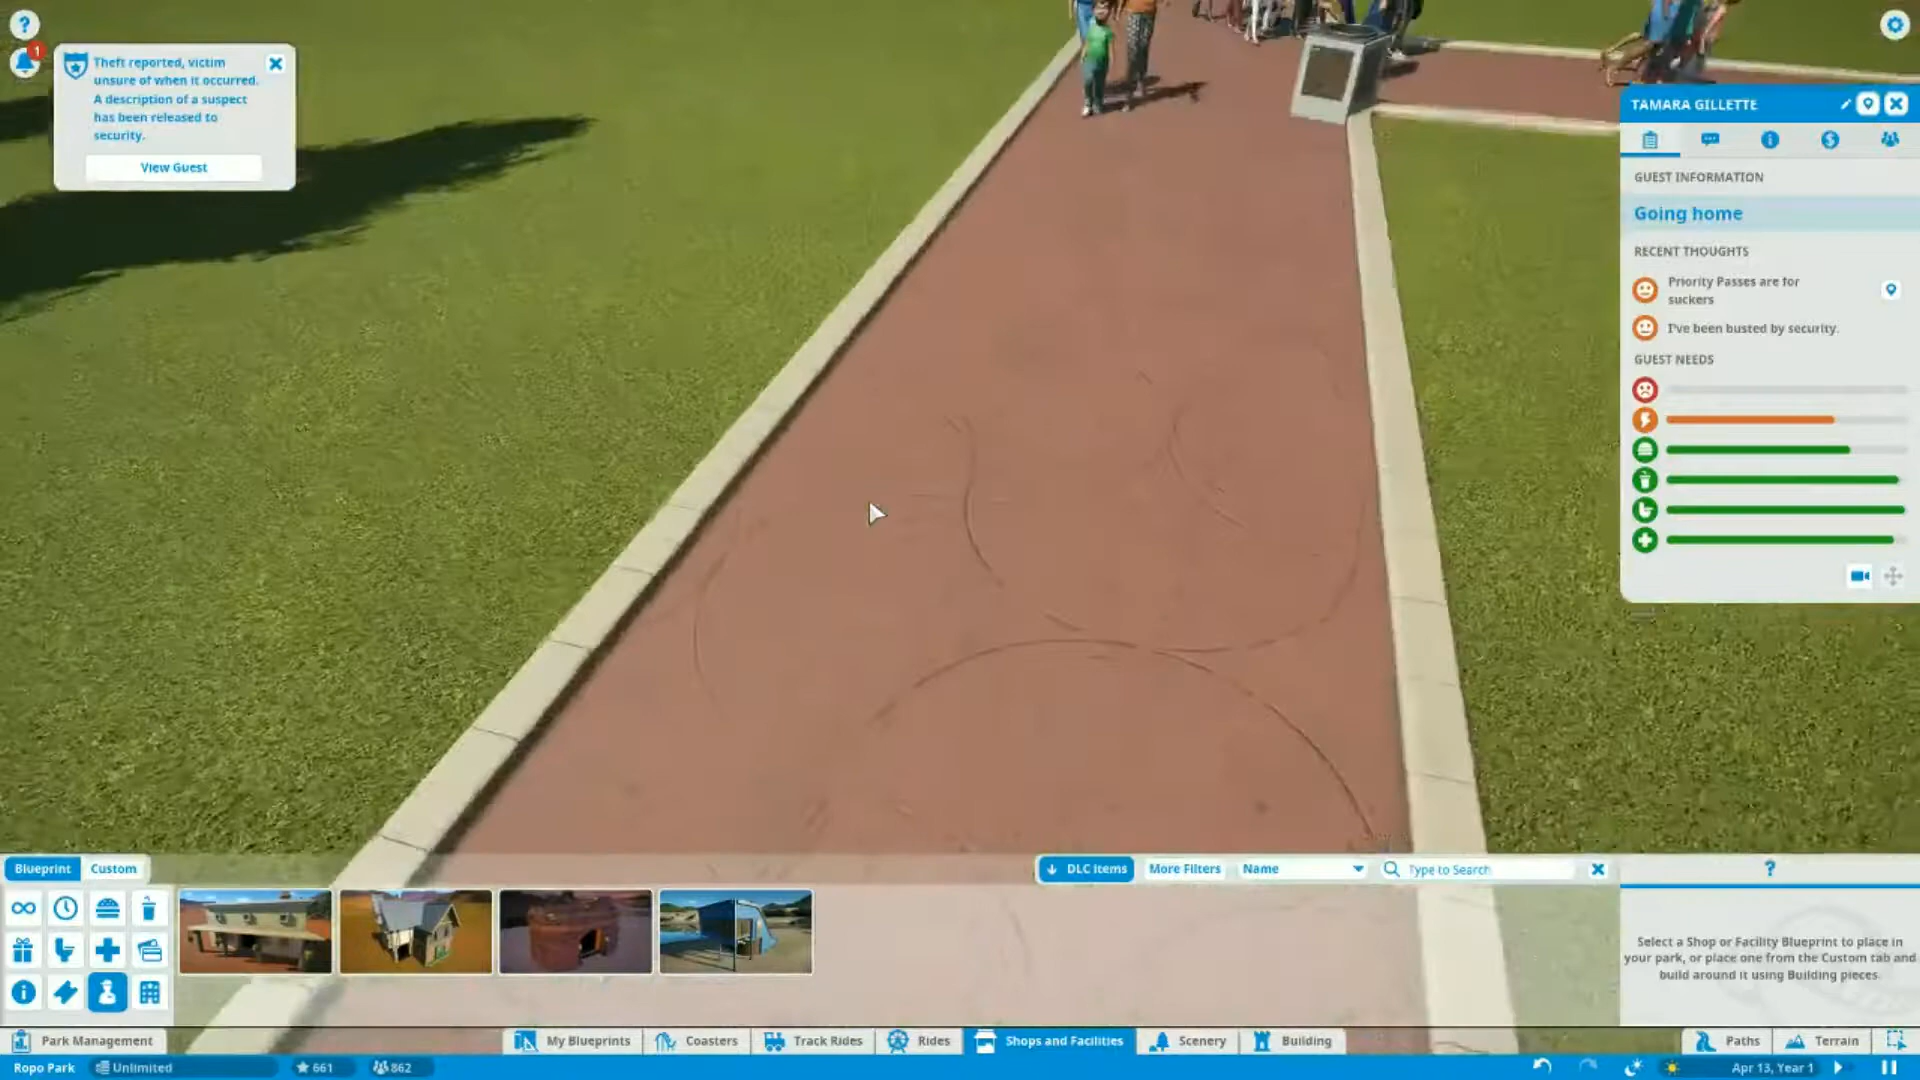 ?
1
Theft reported, victim
unsure of when it occurred.
A description of a suspect
has been released to
security.
View Guest
TAMARA GILLETTE
GUEST INFORMATION
Going home
RECENT THOUGHTS
Priority Passes are for
suckers
I've been busted by security.
GUEST NEEDS
Blueprint
Custom
DLC Items
More Filters
Name
Type to Search
?
Select a Shop or Facility Blueprint to place in
your park, or place one from the Custom tab and
build around it using Building pieces.
Park Management
My Blueprints
Coasters
Track Rides
Rides
Shops and Facilities
Scenery
Building
Paths
Terrain
Ropo Park
Unlimited
661
862
Apr 13, Year 1